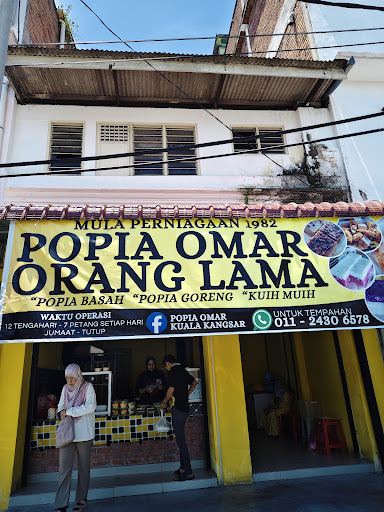 MULA PERNIAGAAN 1982
POPIA OMAR
ORANG LAMA
"POPIA BASAH "POPIA GORENG "KUIH MUIH
WAKTU OPERASI
12 TENGAHARI - 7 PETANG SETIAP HARI
JUMAAT - TUTUP
POPIA OMAR
KUALA KANGSAR
UNTUK TEMPAHAN
011 - 2430 6578